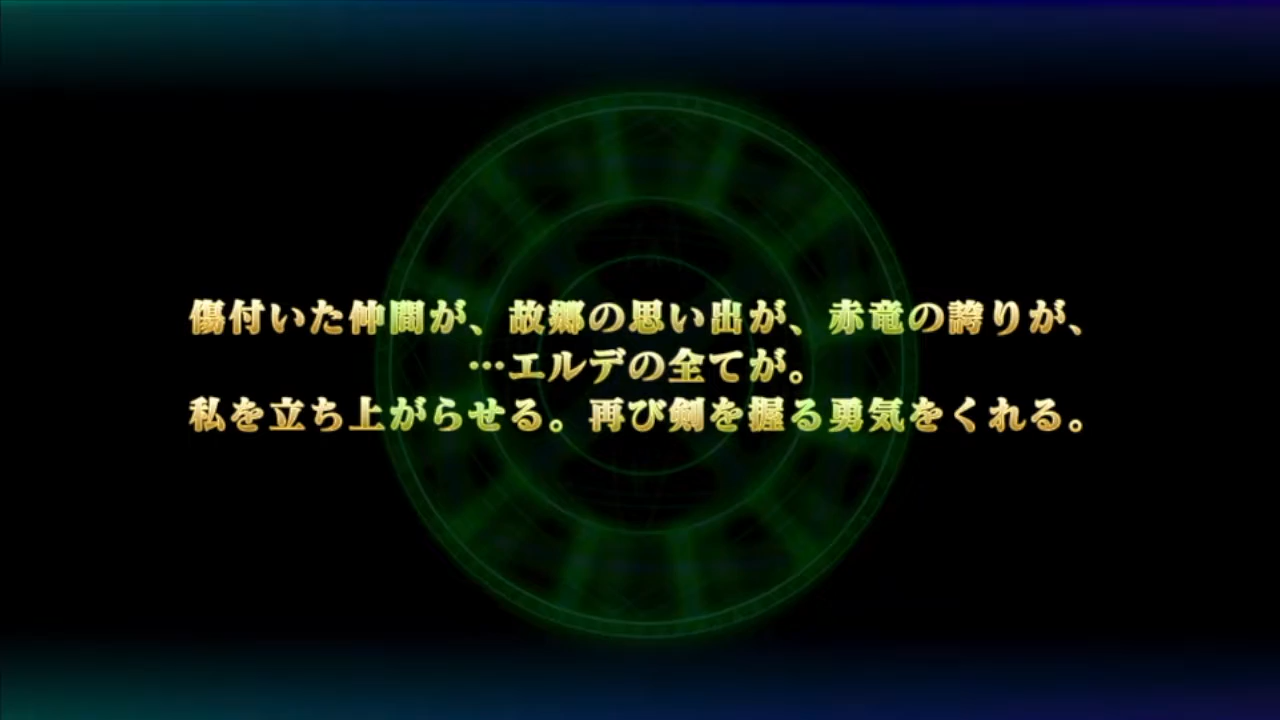 傷付いた仲間が、故郷の思い出が、赤竜の誇りが、
…エルデの全てが。
私を立ち上がらせる。再び剣を握る勇気をくれる。